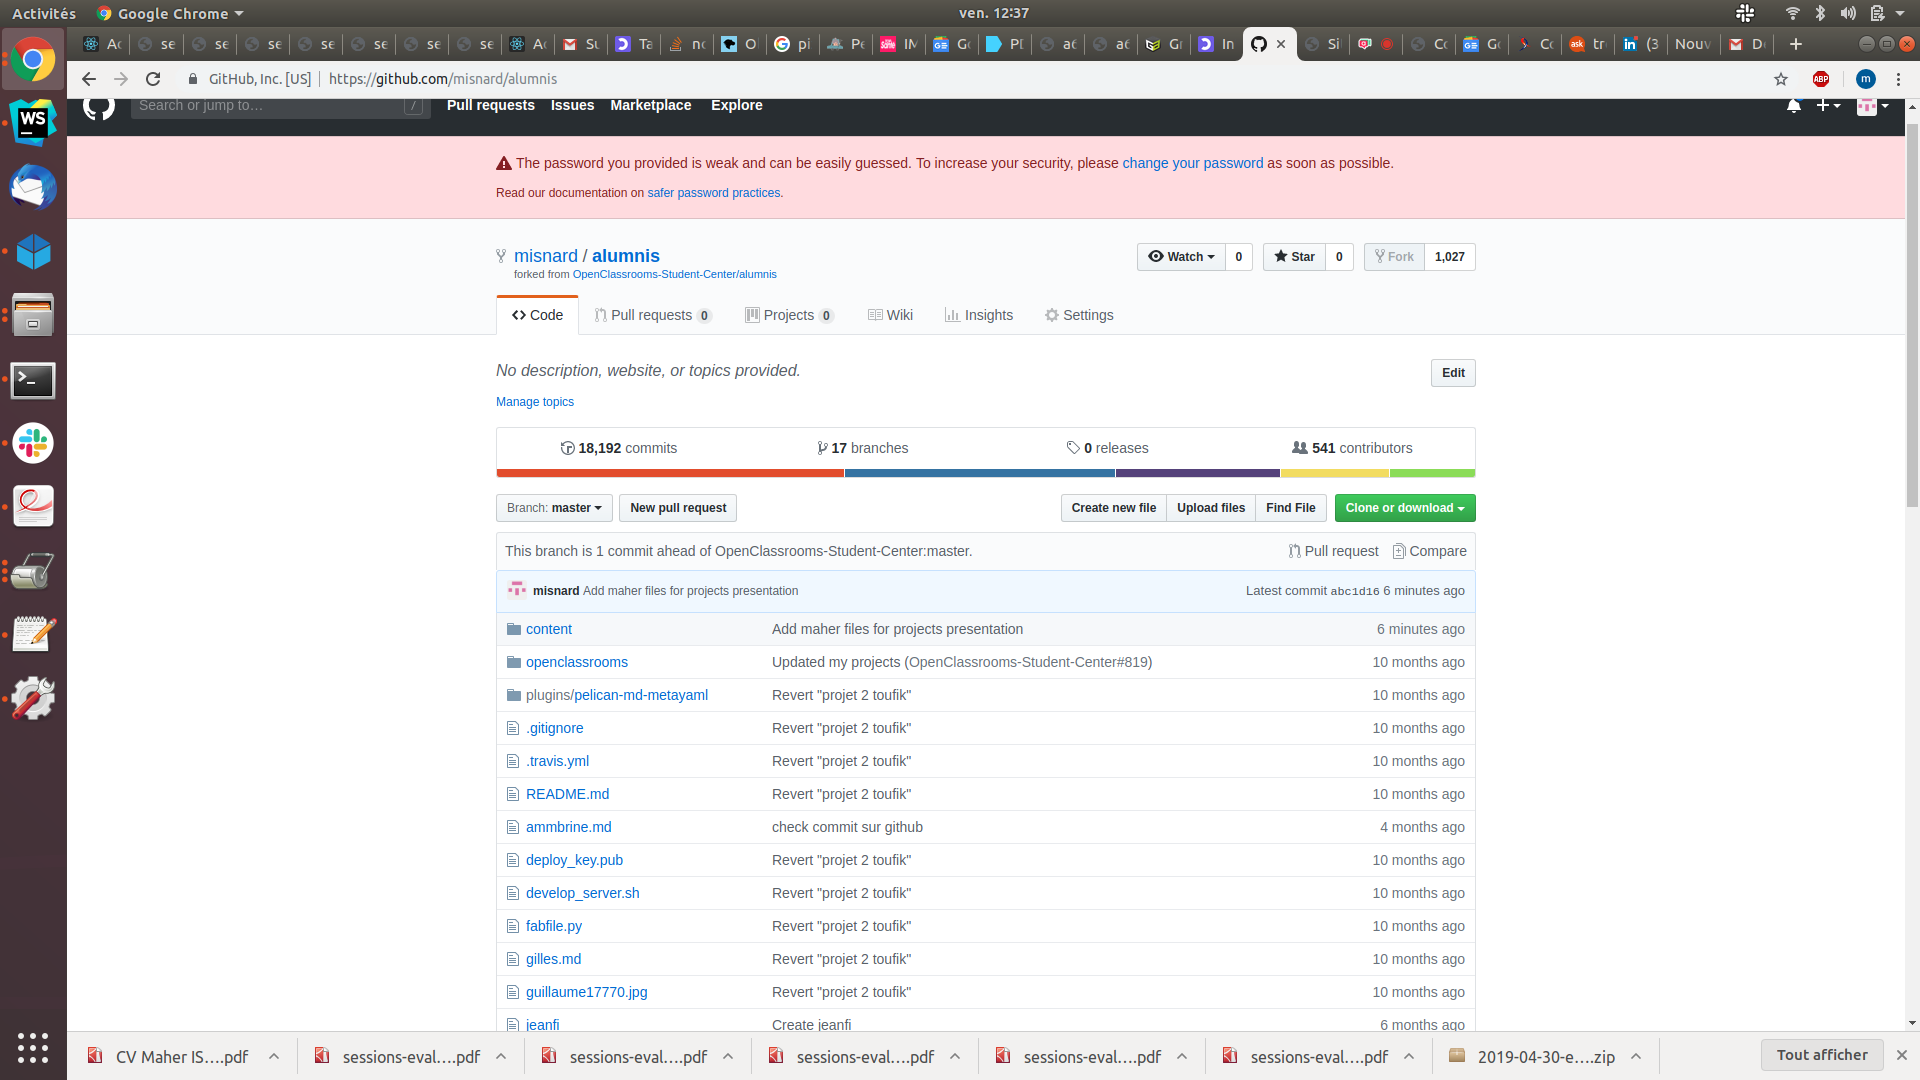 Activités Google Chrome ven. 12:37
Ac se se se se se se se Ac Su Ta nc O pi Pe IM Gc PD a6 a6 Gr In Si Cc Gc Cc tr (3 Nouv Dc
GitHub, Inc. [US] https://github.com/misnard/alumnis
Search or jump to… / Pull requests Issues Marketplace Explore
The password you provided is weak and can be easily guessed. To increase your security, please change your password as soon as possible.
Read our documentation on safer password practices.
misnard / alumnis Watch 0 Star 0 Fork 1,027
forked from OpenClassrooms-Student-Center/alumnis
Code Pull requests 0 Projects 0 Wiki Insights Settings
No description, website, or topics provided. Edit
Manage topics
18,192 commits 17 branches 0 releases 541 contributors
Branch: master New pull request Create new file Upload files Find File Clone or download
This branch is 1 commit ahead of OpenClassrooms-Student-Center:master. Pull request Compare
misnard Add maher files for projects presentation Latest commit abc1d16 6 minutes ago
content Add maher files for projects presentation 6 minutes ago
openclassrooms Updated my projects (OpenClassrooms-Student-Center#819) 10 months ago
plugins/pelican-md-metayaml Revert "projet 2 toufik" 10 months ago
.gitignore Revert "projet 2 toufik" 10 months ago
.travis.yml Revert "projet 2 toufik" 10 months ago
README.md Revert "projet 2 toufik" 10 months ago
ammbrine.md check commit sur github 4 months ago
deploy_key.pub Revert "projet 2 toufik" 10 months ago
develop_server.sh Revert "projet 2 toufik" 10 months ago
fabfile.py Revert "projet 2 toufik" 10 months ago
gilles.md Revert "projet 2 toufik" 10 months ago
guillaume17770.jpg Revert "projet 2 toufik" 10 months ago
jeanfi Create jeanfi 6 months ago
CV Maher IS….pdf sessions-eval….pdf sessions-eval….pdf sessions-eval….pdf sessions-eval….pdf sessions-eval….pdf 2019-04-30-e….zip Tout afficher